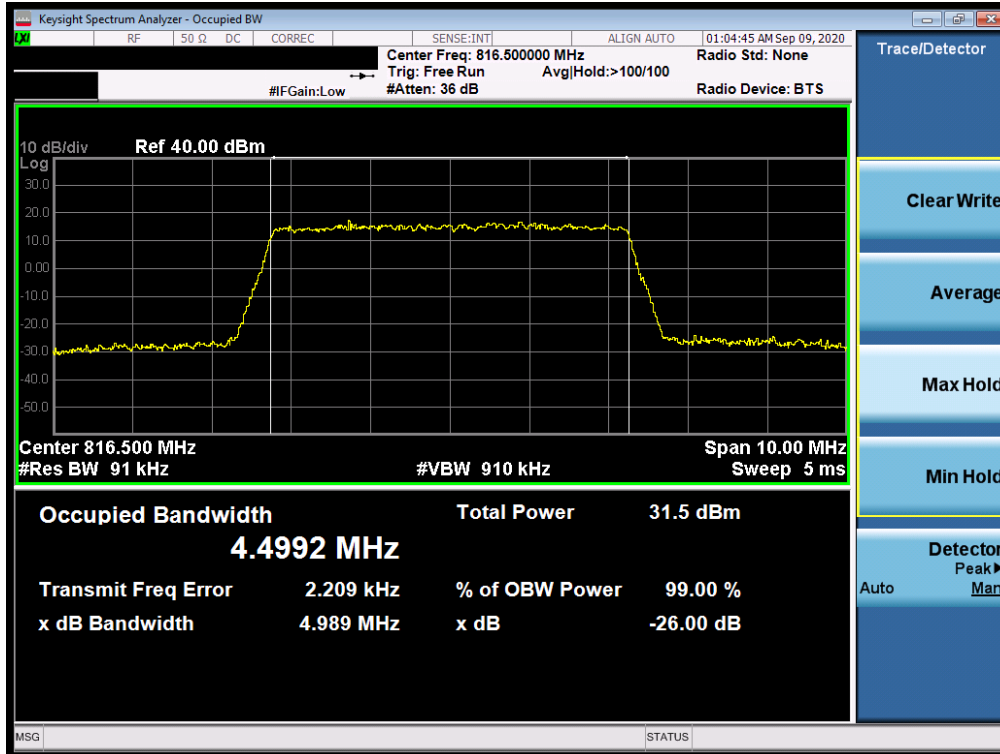 Keysight Spectrum Analyzer - Occupied BW
LXI RF 50 Ω DC CORREC SENSE:INT ALIGN AUTO 01:04:45 AM Sep 09, 2020
Center Freq: 816.500000 MHz Radio Std: None
Trig: Free Run Avg|Hold:>100/100
#IFGain:Low #Atten: 36 dB Radio Device: BTS
10 dB/div Ref 40.00 dBm
Log
30.0
20.0
10.0
0.00
-10.0
-20.0
-30.0
-40.0
-50.0
Center 816.500 MHz Span 10.00 MHz
#Res BW 91 kHz #VBW 910 kHz Sweep 5 ms
Occupied Bandwidth Total Power 31.5 dBm
4.4992 MHz
Transmit Freq Error 2.209 kHz % of OBW Power 99.00 %
x dB Bandwidth 4.989 MHz x dB -26.00 dB
MSG STATUS
Trace/Detector
Clear Write
Average
Max Hold
Min Hold
Detector
Peak▶
Auto Man